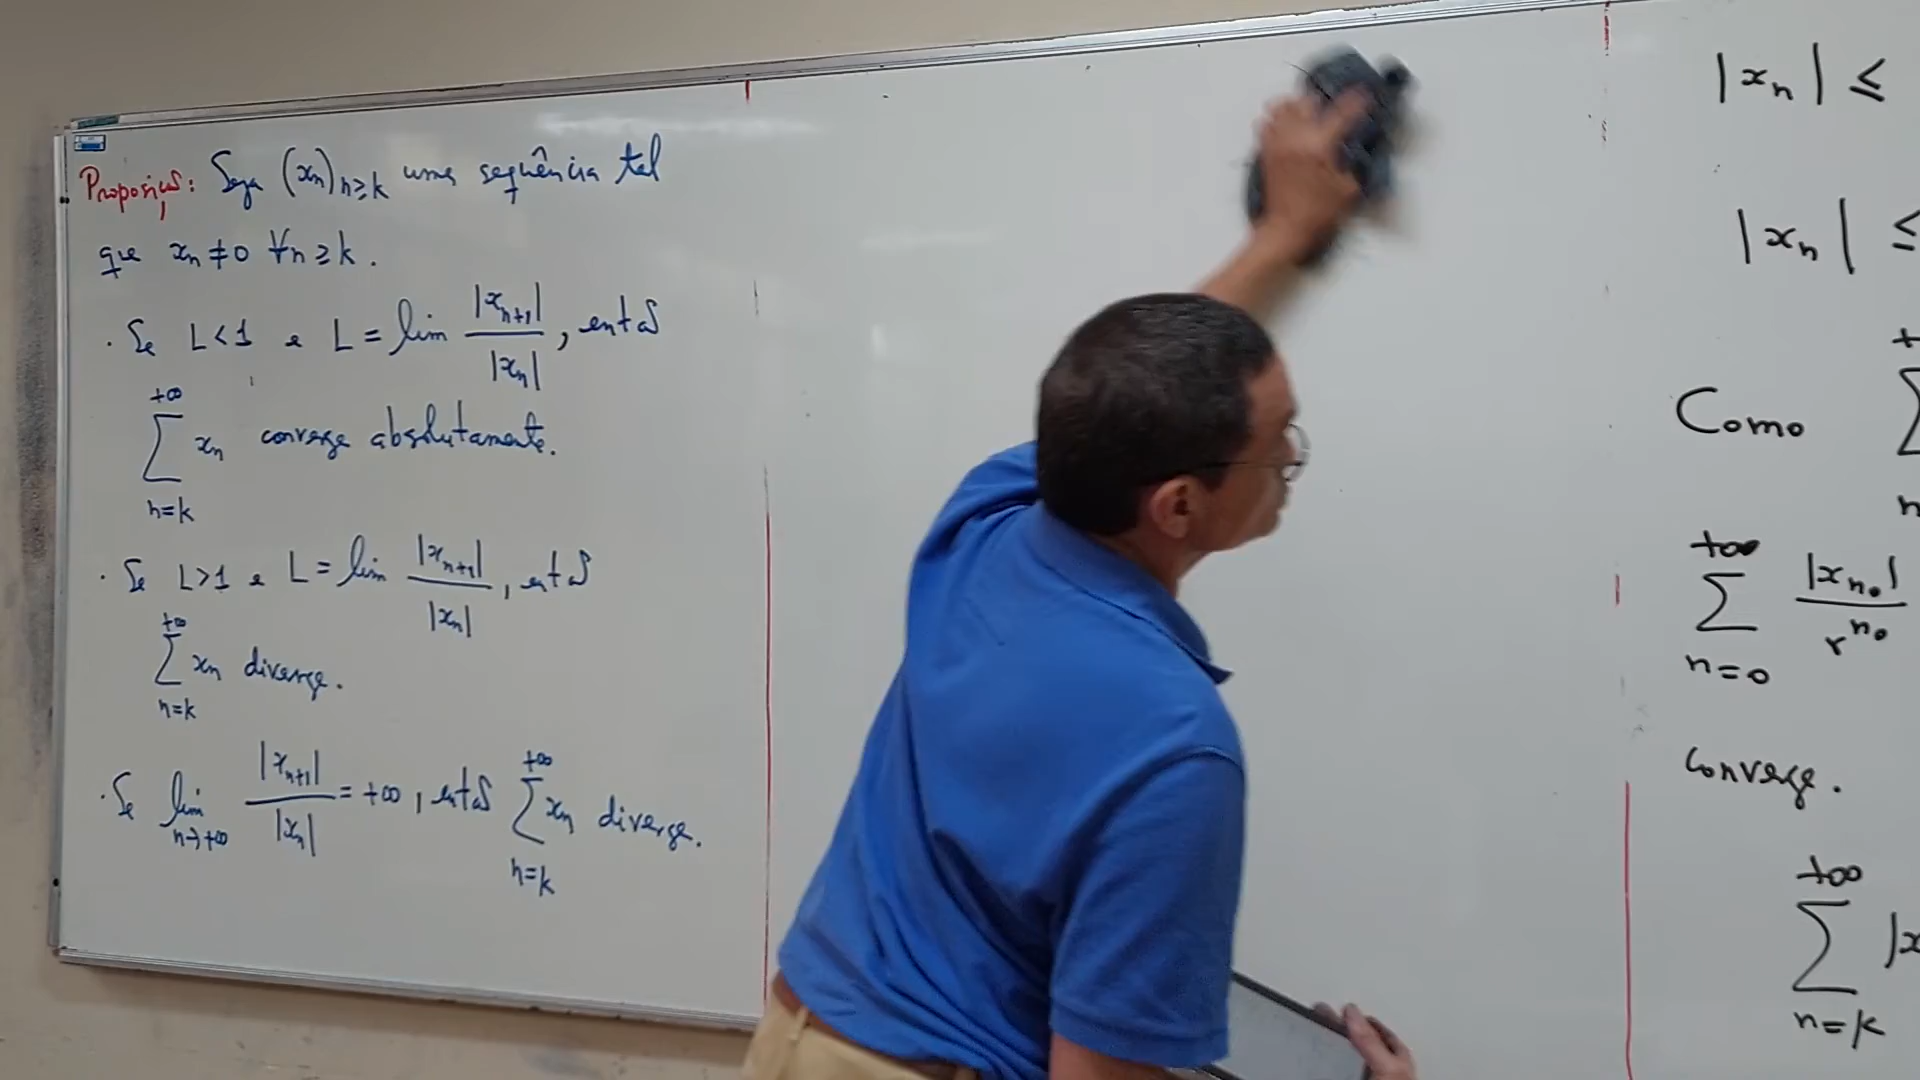 Proposição: Seja (xn)n≥k uma sequência tal
que xn ≠ 0 ∀n ≥ k.
· Se L < 1 e L = lim |xn+1| / |xn|, então
+∞ ∑ n=k xn converge absolutamente.
· Se L > 1 e L = lim |xn+1| / |xn|, então
+∞ ∑ n=k xn diverge.
· Se lim n→+∞ |xn+1| / |xn| = +∞, então +∞ ∑ n=k xn diverge.
|xn| ≤
|xn| ≤
Como
+∞ ∑ n=0 |xn₀| / r^n₀
converge.
+∞ ∑ n=k |x